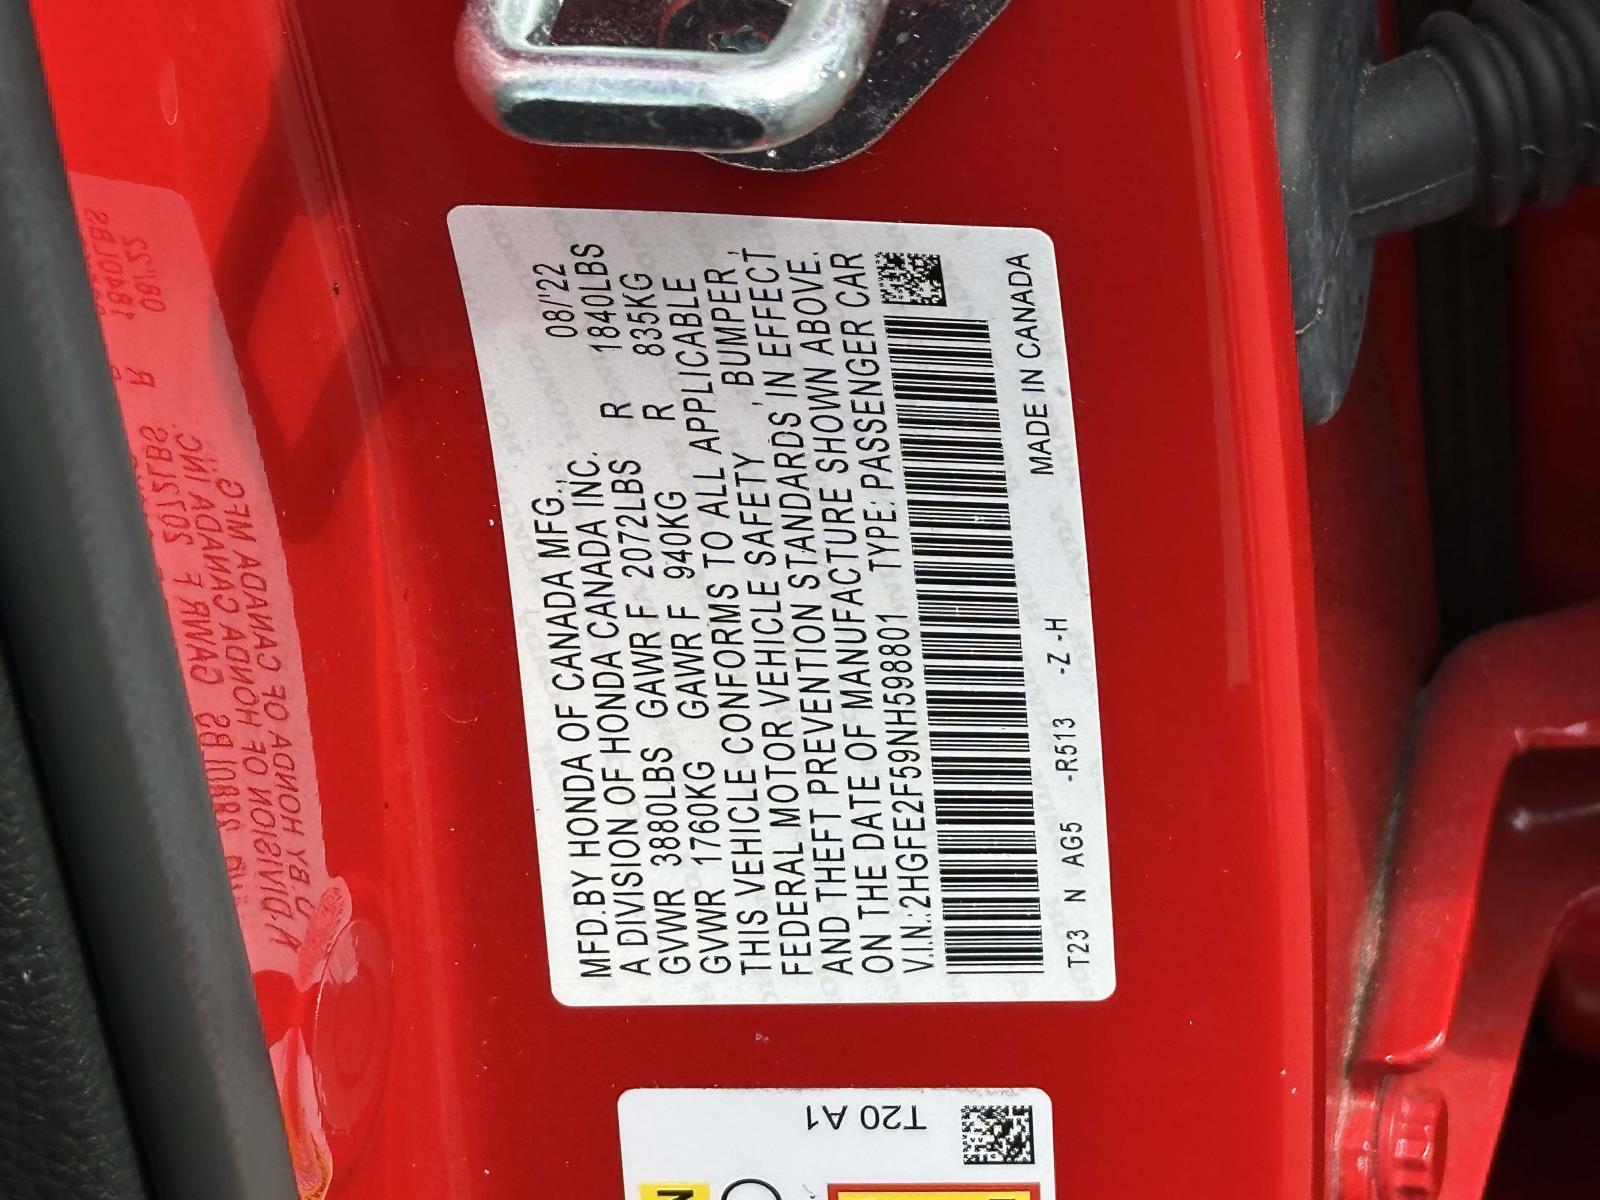 MFD.BY HONDA OF CANADA MFG., 08/'22
A DIVISION OF HONDA CANADA INC.
GVWR 3880LBS GAWR F 2072LBS R 1840LBS
GVWR 1760KG GAWR F 940KG R 835KG
THIS VEHICLE CONFORMS TO ALL APPLICABLE
FEDERAL MOTOR VEHICLE SAFETY , BUMPER ,
AND THEFT PREVENTION STANDARDS IN EFFECT
ON THE DATE OF MANUFACTURE SHOWN ABOVE.
V.I.N.:2HGFE2F59NH598801 TYPE: PASSENGER CAR
MADE IN CANADA
T23 N AG5 -R513 -Z -H
T20 A1